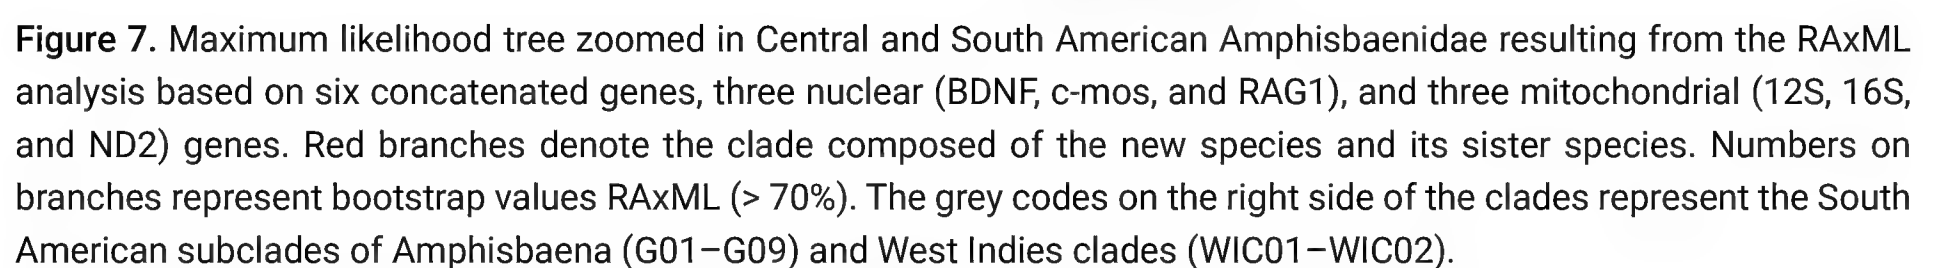 Figure 7. Maximum likelihood tree zoomed in Central and South American Amphisbaenidae resulting from the RAxML
analysis based on six concatenated genes, three nuclear (BDNF, c-mos, and RAG1), and three mitochondrial (12S, 16S,
and ND2) genes. Red branches denote the clade composed of the new species and its sister species. Numbers on
branches represent bootstrap values RAxML (> 70%). The grey codes on the right side of the clades represent the South
American subclades of Amphisbaena (G01–G09) and West Indies clades (WIC01–WIC02).